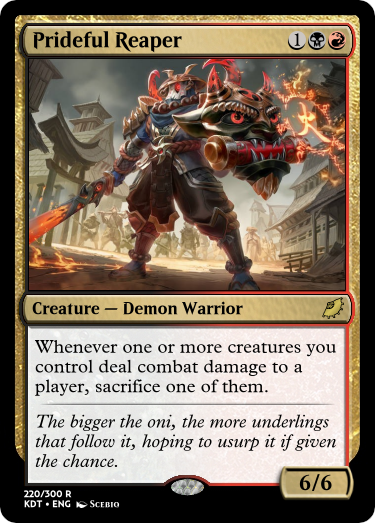 Prideful Reaper 1
火
Creature — Demon Warrior
Whenever one or more creatures you
control deal combat damage to a
player, sacrifice one of them.
The bigger the oni, the more underlings
that follow it, hoping to usurp it if given
the chance.
6/6
220/300 R
KDT • ENG Scebio